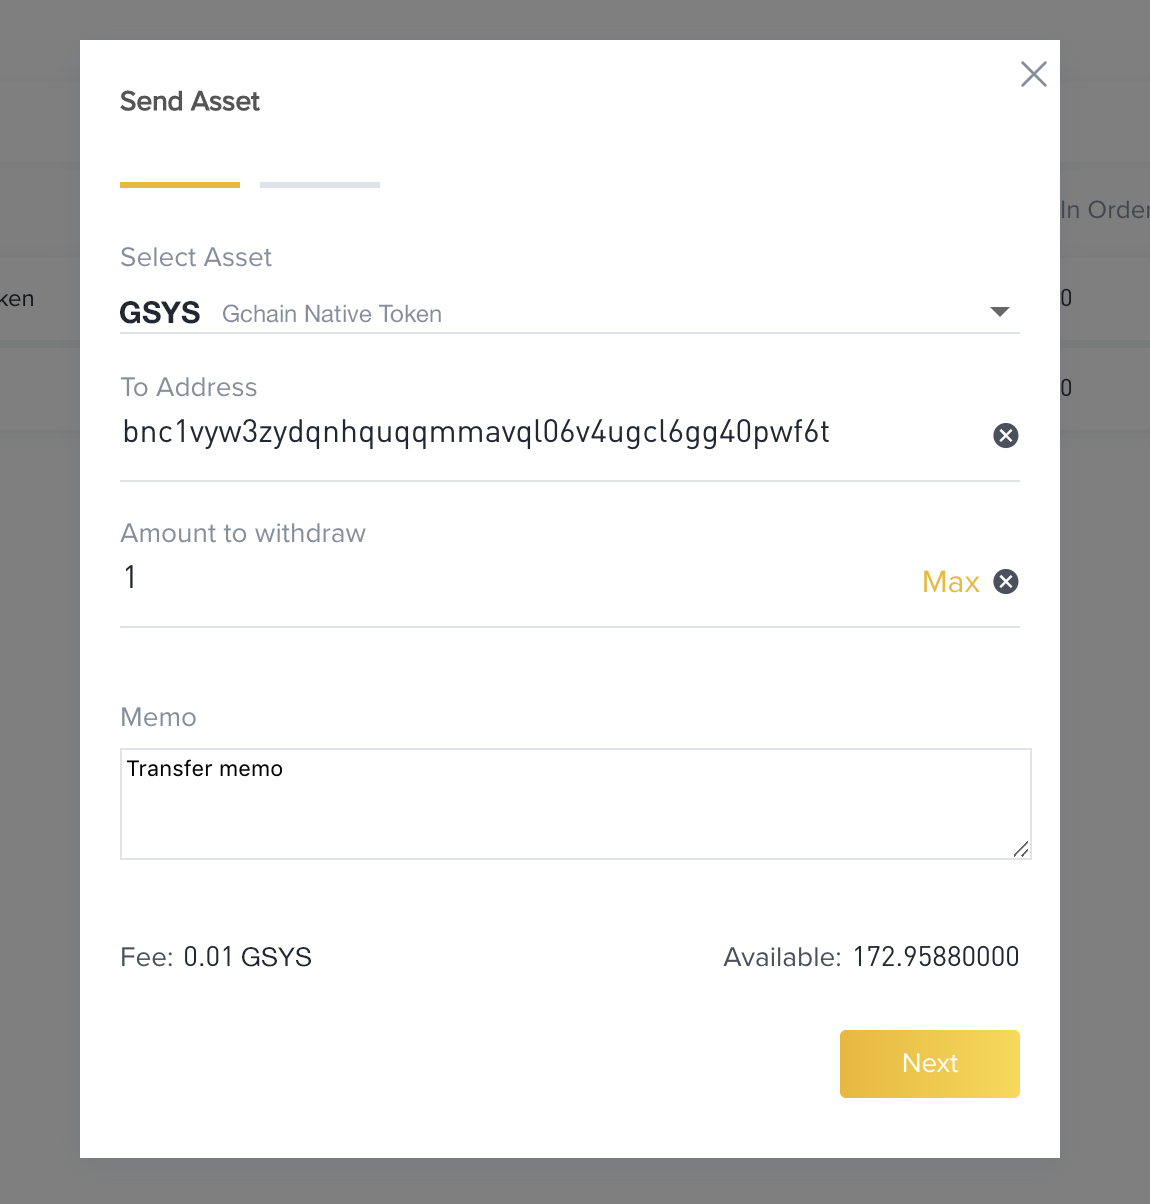 Send Asset
In Order
Select Asset
ken
GSYS Gchain Native Token
0
To Address
0
bnc1vyw3zydqnhquqqmmavql06v4ugcl6gg40pwf6t
Amount to withdraw
1
Max
Memo
Transfer memo
Fee: 0.01 GSYS
Available: 172.95880000
Next